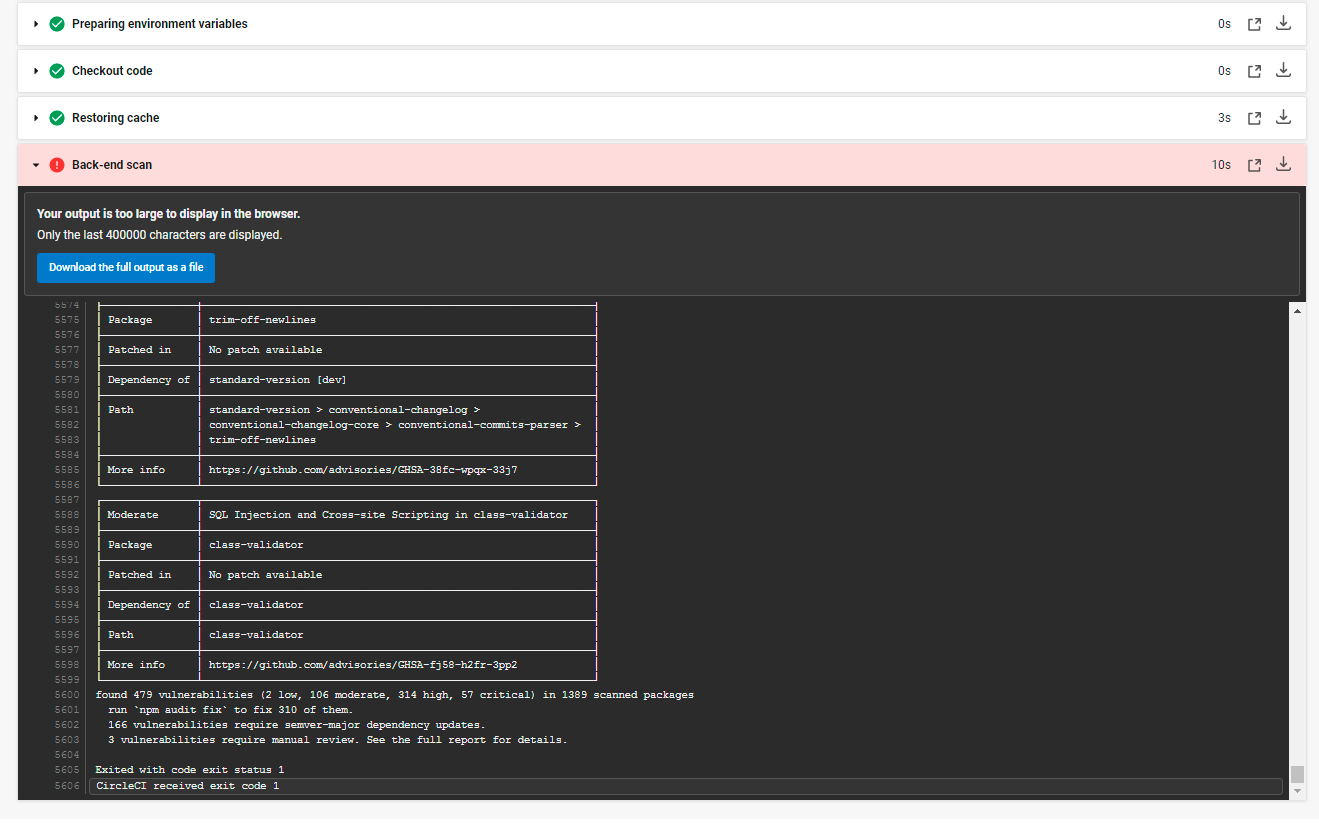 Preparing environment variables 0s
Checkout code 0s
Restoring cache 3s
Back-end scan 10s
Your output is too large to display in the browser.
Only the last 400000 characters are displayed.
Download the full output as a file
5574
5575 Package trim-off-newlines
5576
5577 Patched in No patch available
5578
5579 Dependency of standard-version [dev]
5580
5581 Path standard-version > conventional-changelog >
5582 conventional-changelog-core > conventional-commits-parser >
5583 trim-off-newlines
5584
5585 More info https://github.com/advisories/GHSA-38fc-wpqx-33j7
5586
5587
5588 Moderate SQL Injection and Cross-site Scripting in class-validator
5589
5590 Package class-validator
5591
5592 Patched in No patch available
5593
5594 Dependency of class-validator
5595
5596 Path class-validator
5597
5598 More info https://github.com/advisories/GHSA-fj58-h2fr-3pp2
5599
5600 found 479 vulnerabilities (2 low, 106 moderate, 314 high, 57 critical) in 1389 scanned packages
5601 run `npm audit fix` to fix 310 of them.
5602 166 vulnerabilities require semver-major dependency updates.
5603 3 vulnerabilities require manual review. See the full report for details.
5604
5605 Exited with code exit status 1
5606 CircleCI received exit code 1